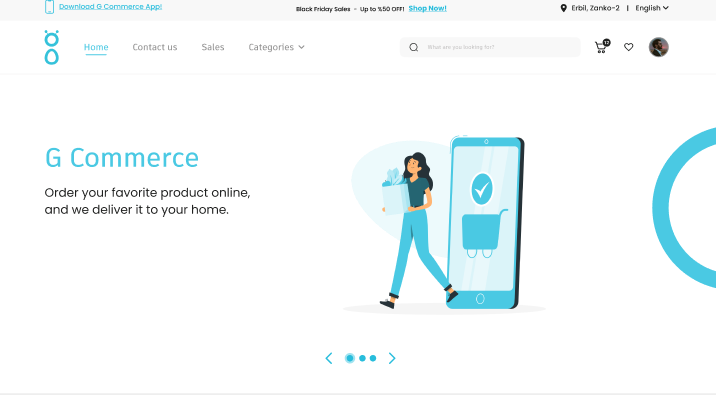 Download G Commerce App!
Black Friday Sales - Up to %50 OFF! Shop Now!
Erbil, Zanko-2 | English
Home Contact us Sales Categories
What are you looking for?
12
G Commerce
Order your favorite product online,
and we deliver it to your home.